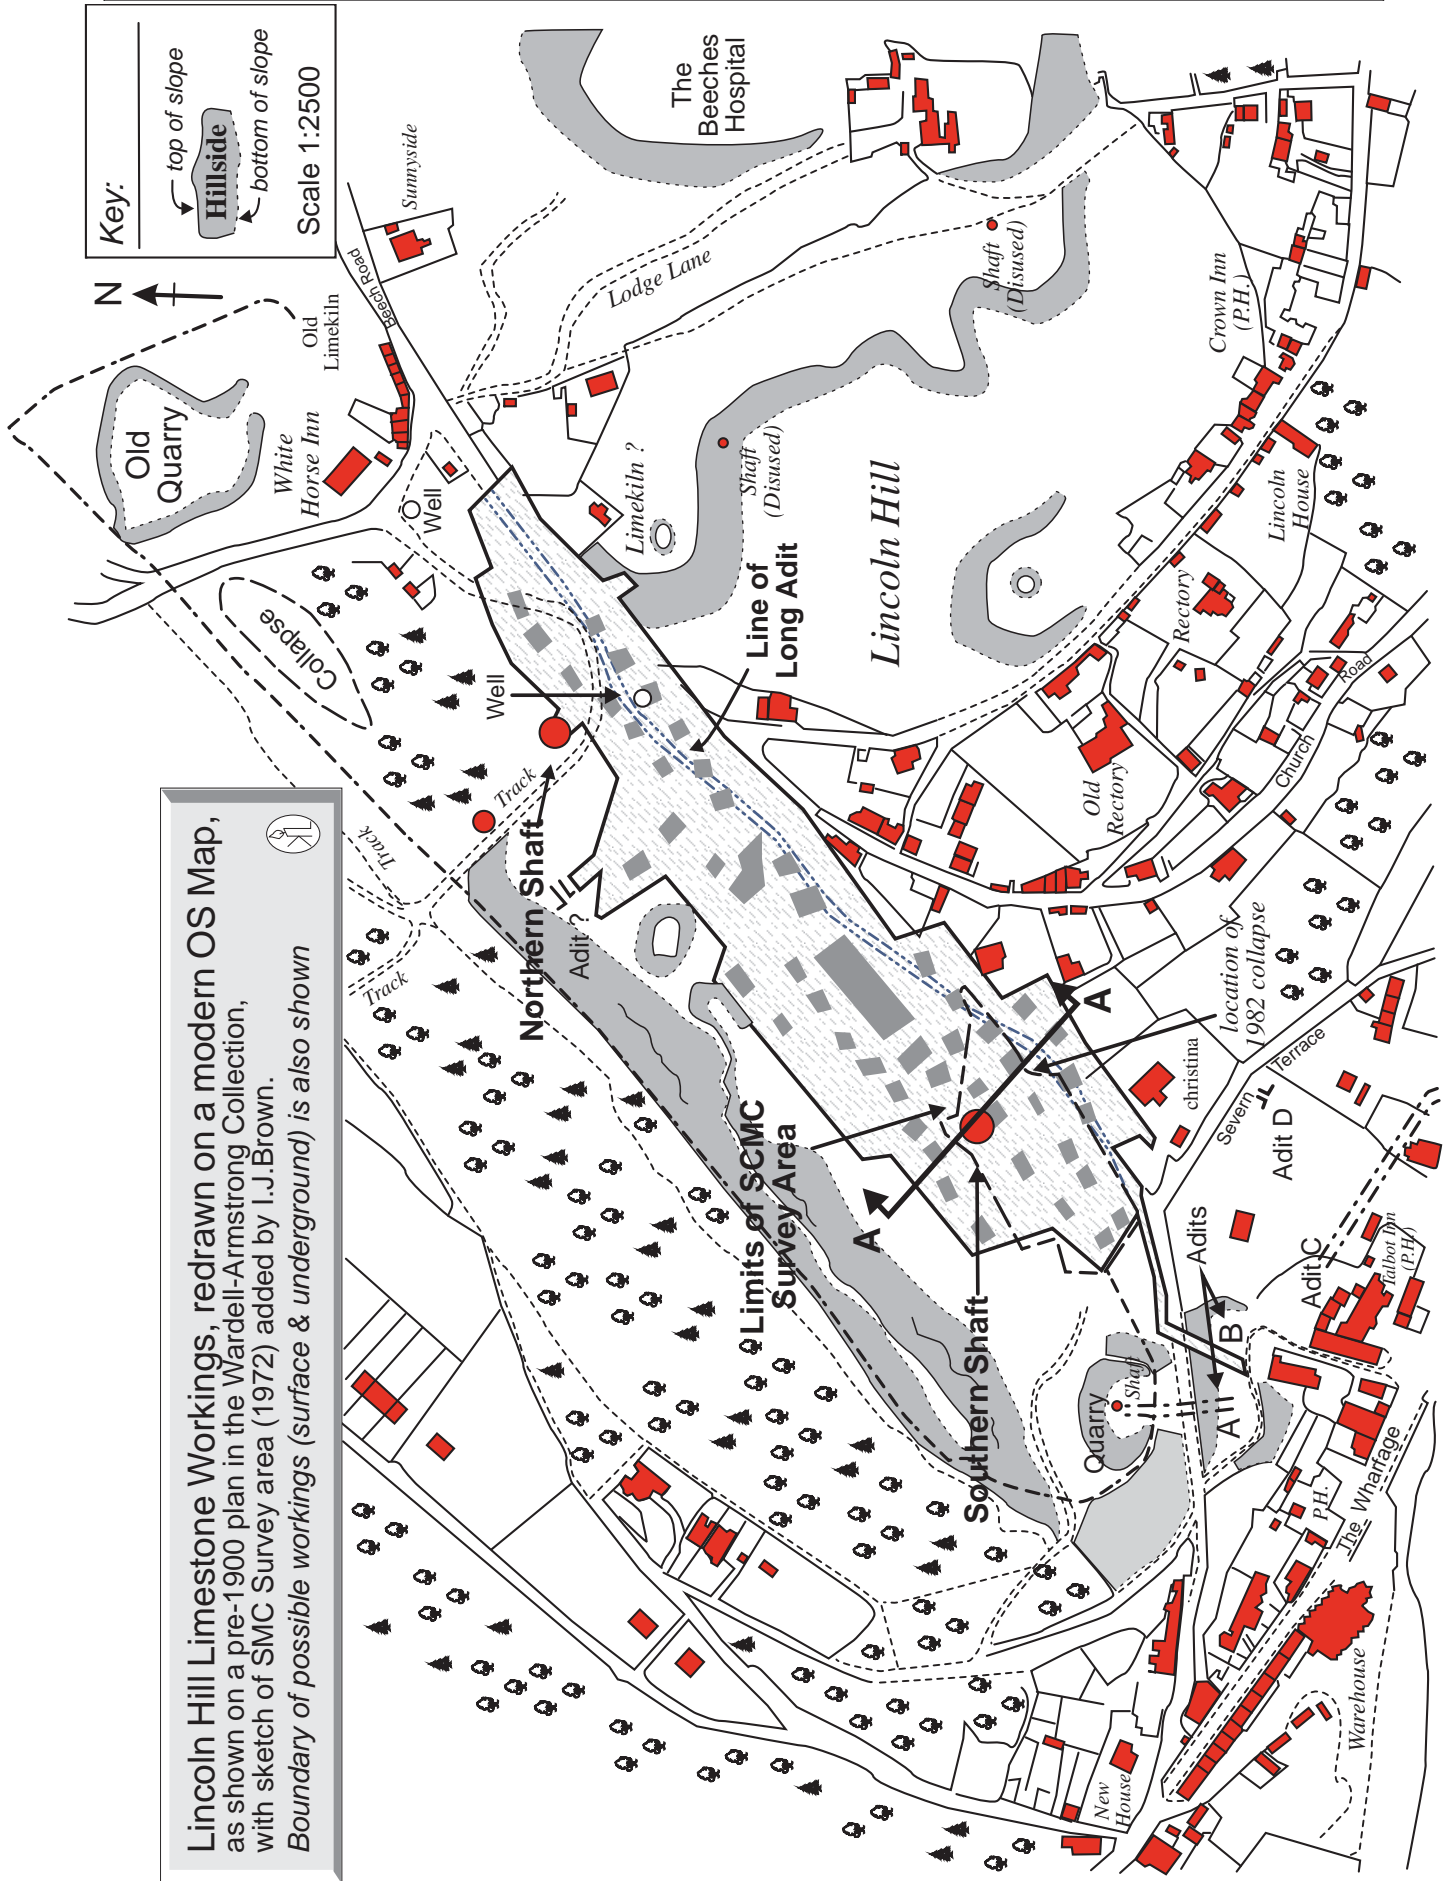 Lincoln Hill Limestone Workings, redrawn on a modern OS Map,
as shown on a pre-1900 plan in the Wardell-Armstrong Collection,
with sketch of SMC Survey area (1972) added by I.J.Brown.
Boundary of possible workings (surface & underground) is also shown
Key:
top of slope
Hillside
bottom of slope
Scale 1:2500
N
Old
Quarry
Old
Limekiln
White
Horse Inn
Beech Road
Sunnyside
The
Beeches
Hospital
Lodge Lane
Well
Collapse
Limekiln ?
Shaft
(Disused)
Shaft
(Disused)
Well
Track
Track
Track
Northern Shaft
Adit ?
Line of
Long Adit
Lincoln Hill
Crown Inn
(P.H.)
Lincoln
House
Rectory
Old
Rectory
Church
Road
Limits of SCMC
Survey Area
A
A
location of
1982 collapse
Southern Shaft
christina
Severn
Terrace
Adit D
Adits
Adit C
Talbot Inn
(P.H.)
B
A
Quarry
Shaft
P.H.
The Wharfage
Warehouse
New
House